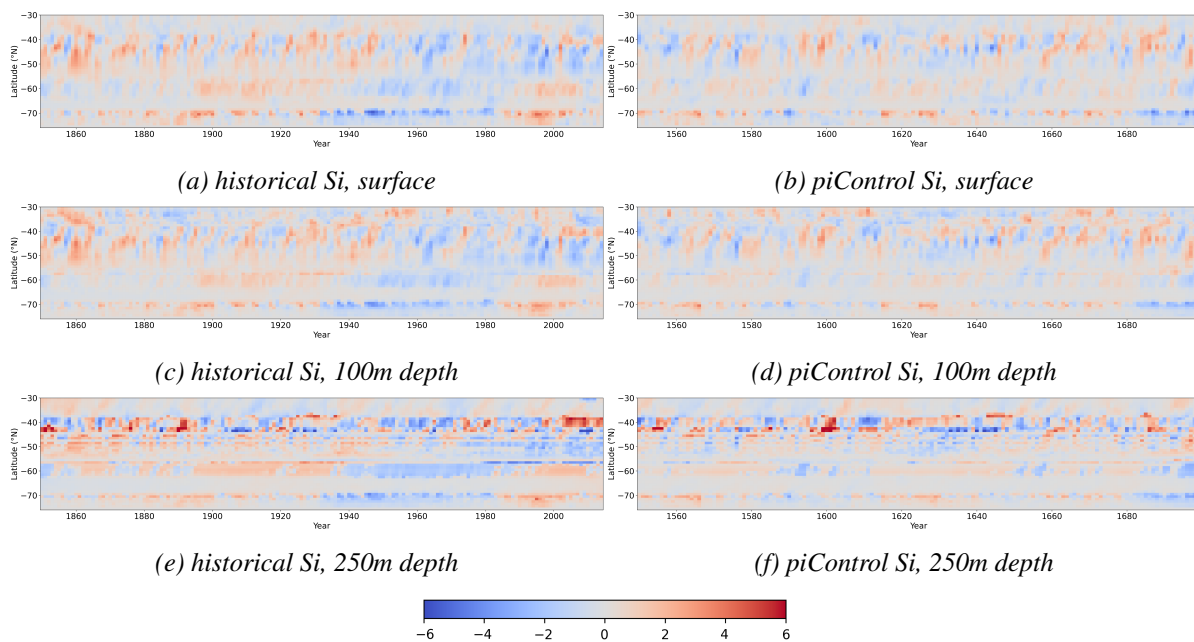 −30
−40
−50
−60
−70
Latitude (°N)
1860 1880 1900 1920 1940 1960 1980 2000
Year
(a) historical Si, surface
−30
−40
−50
−60
−70
Latitude (°N)
1560 1580 1600 1620 1640 1660 1680
Year
(b) piControl Si, surface
−30
−40
−50
−60
−70
Latitude (°N)
1860 1880 1900 1920 1940 1960 1980 2000
Year
(c) historical Si, 100m depth
−30
−40
−50
−60
−70
Latitude (°N)
1560 1580 1600 1620 1640 1660 1680
Year
(d) piControl Si, 100m depth
−30
−40
−50
−60
−70
Latitude (°N)
1860 1880 1900 1920 1940 1960 1980 2000
Year
(e) historical Si, 250m depth
−30
−40
−50
−60
−70
Latitude (°N)
1560 1580 1600 1620 1640 1660 1680
Year
(f) piControl Si, 250m depth
−6 −4 −2 0 2 4 6